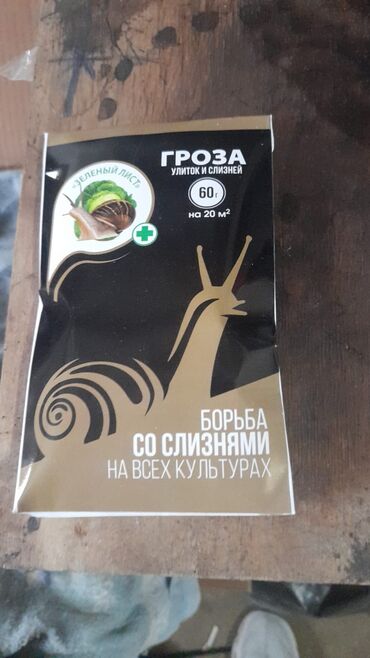 «ЗЕЛЕНЫЙ ЛИСТ»
ГРОЗА
УЛИТОК И СЛИЗНЕЙ
60г
на 20 м²
БОРЬБА
СО СЛИЗНЯМИ
НА ВСЕХ КУЛЬТУРАХ